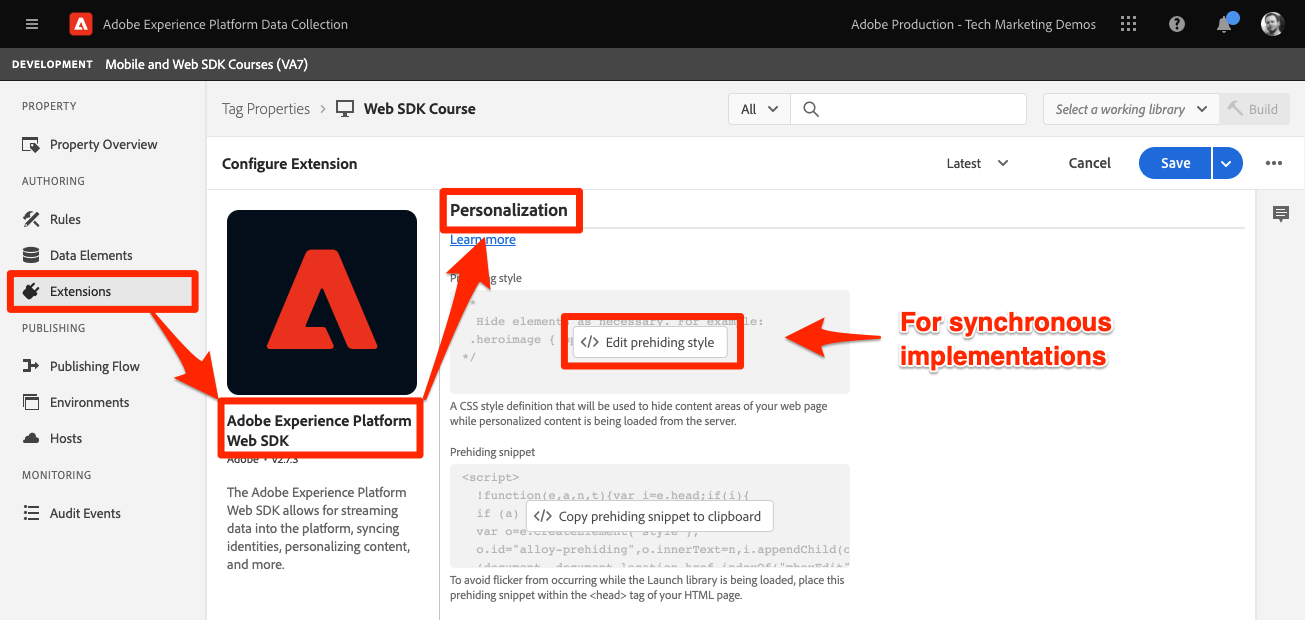 Adobe Experience Platform Data Collection
Adobe Production - Tech Marketing Demos
DEVELOPMENT Mobile and Web SDK Courses (VA7)
PROPERTY
Property Overview
AUTHORING
Rules
Data Elements
Extensions
PUBLISHING
Publishing Flow
Environments
Hosts
MONITORING
Audit Events
Tag Properties > Web SDK Course
All
Select a working library
Build
Configure Extension
Latest
Cancel
Save
Adobe Experience Platform
Web SDK
Adobe • v2.7.3
The Adobe Experience Platform
Web SDK allows for streaming
data into the platform, syncing
identities, personalizing content,
and more.
Personalization
Learn more
style
Hide elements as necessary. For example:
.heroimage {
*/
</> Edit prehiding style
For synchronous
implementations
A CSS style definition that will be used to hide content areas of your web page
while personalized content is being loaded from the server.
Prehiding snippet
<script>
!function(e,a,n,t){var i=e.head;if(i){
if (a)
var o=e.createElement("style");
</> Copy prehiding snippet to clipboard
o.id="alloy-prehiding",o.innerText=n,i.appendChild(o
(document, document.location.href.indexOf("mboxEdit"
To avoid flicker from occurring while the Launch library is being loaded, place this
prehiding snippet within the <head> tag of your HTML page.